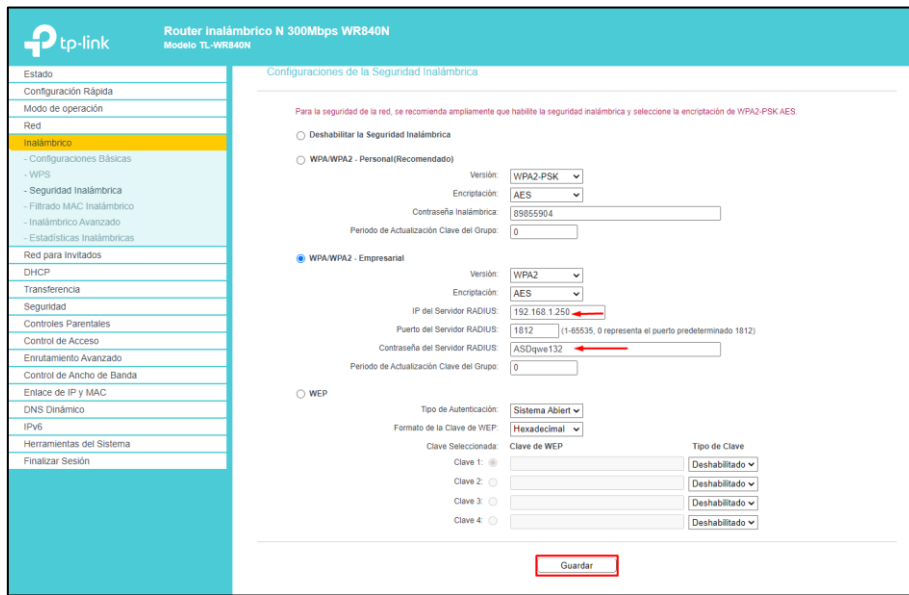 tp-link
Router inalámbrico N 300Mbps WR840N
Modelo TL-WR840N
Estado
Configuración Rápida
Modo de operación
Red
Inalámbrico
- Configuraciones Básicas
- WPS
- Seguridad Inalámbrica
- Filtrado MAC Inalámbrico
- Inalámbrico Avanzado
- Estadísticas Inalámbricas
Red para Invitados
DHCP
Transferencia
Seguridad
Controles Parentales
Control de Acceso
Enrutamiento Avanzado
Control de Ancho de Banda
Enlace de IP y MAC
DNS Dinámico
IPv6
Herramientas del Sistema
Finalizar Sesión
Configuraciones de la Seguridad Inalámbrica
Para la seguridad de la red, se recomienda ampliamente que habilite la seguridad inalámbrica y seleccione la encriptación de WPA2-PSK AES.
Deshabilitar la Seguridad Inalámbrica
WPA/WPA2 - Personal(Recomendado)
Versión: WPA2-PSK
Encriptación: AES
Contraseña Inalámbrica: 89855904
Periodo de Actualización Clave del Grupo: 0
WPA/WPA2 - Empresarial
Versión: WPA2
Encriptación: AES
IP del Servidor RADIUS: 192.168.1.250
Puerto del Servidor RADIUS: 1812 (1-65535, 0 representa el puerto predeterminado 1812)
Contraseña del Servidor RADIUS: ASDqwe132
Periodo de Actualización Clave del Grupo: 0
WEP
Tipo de Autenticación: Sistema Abiert
Formato de la Clave de WEP: Hexadecimal
Clave Seleccionada: Clave de WEP Tipo de Clave
Clave 1: Deshabilitado
Clave 2: Deshabilitado
Clave 3: Deshabilitado
Clave 4: Deshabilitado
Guardar